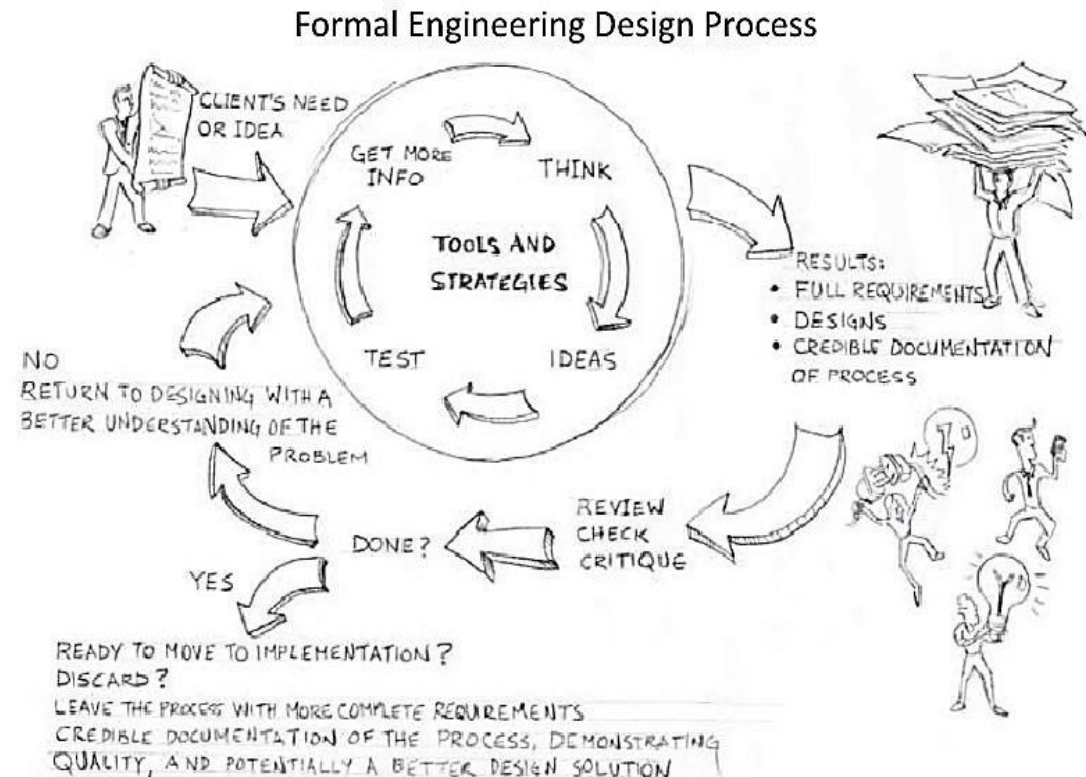 Formal Engineering Design Process
CLIENT'S NEED
OR IDEA
GET MORE
INFO
THINK
TOOLS AND
STRATEGIES
TEST
IDEAS
RESULTS:
• FULL REQUIREMENTS
• DESIGNS
• CREDIBLE DOCUMENTATION
OF PROCESS
REVIEW
CHECK
CRITIQUE
DONE?
NO
RETURN TO DESIGNING WITH A
BETTER UNDERSTANDING OF THE
PROBLEM
YES
READY TO MOVE TO IMPLEMENTATION?
DISCARD?
LEAVE THE PROCESS WITH MORE COMPLETE REQUIREMENTS
CREDIBLE DOCUMENTATION OF THE PROCESS, DEMONSTRATING
QUALITY, AND POTENTIALLY A BETTER DESIGN SOLUTION